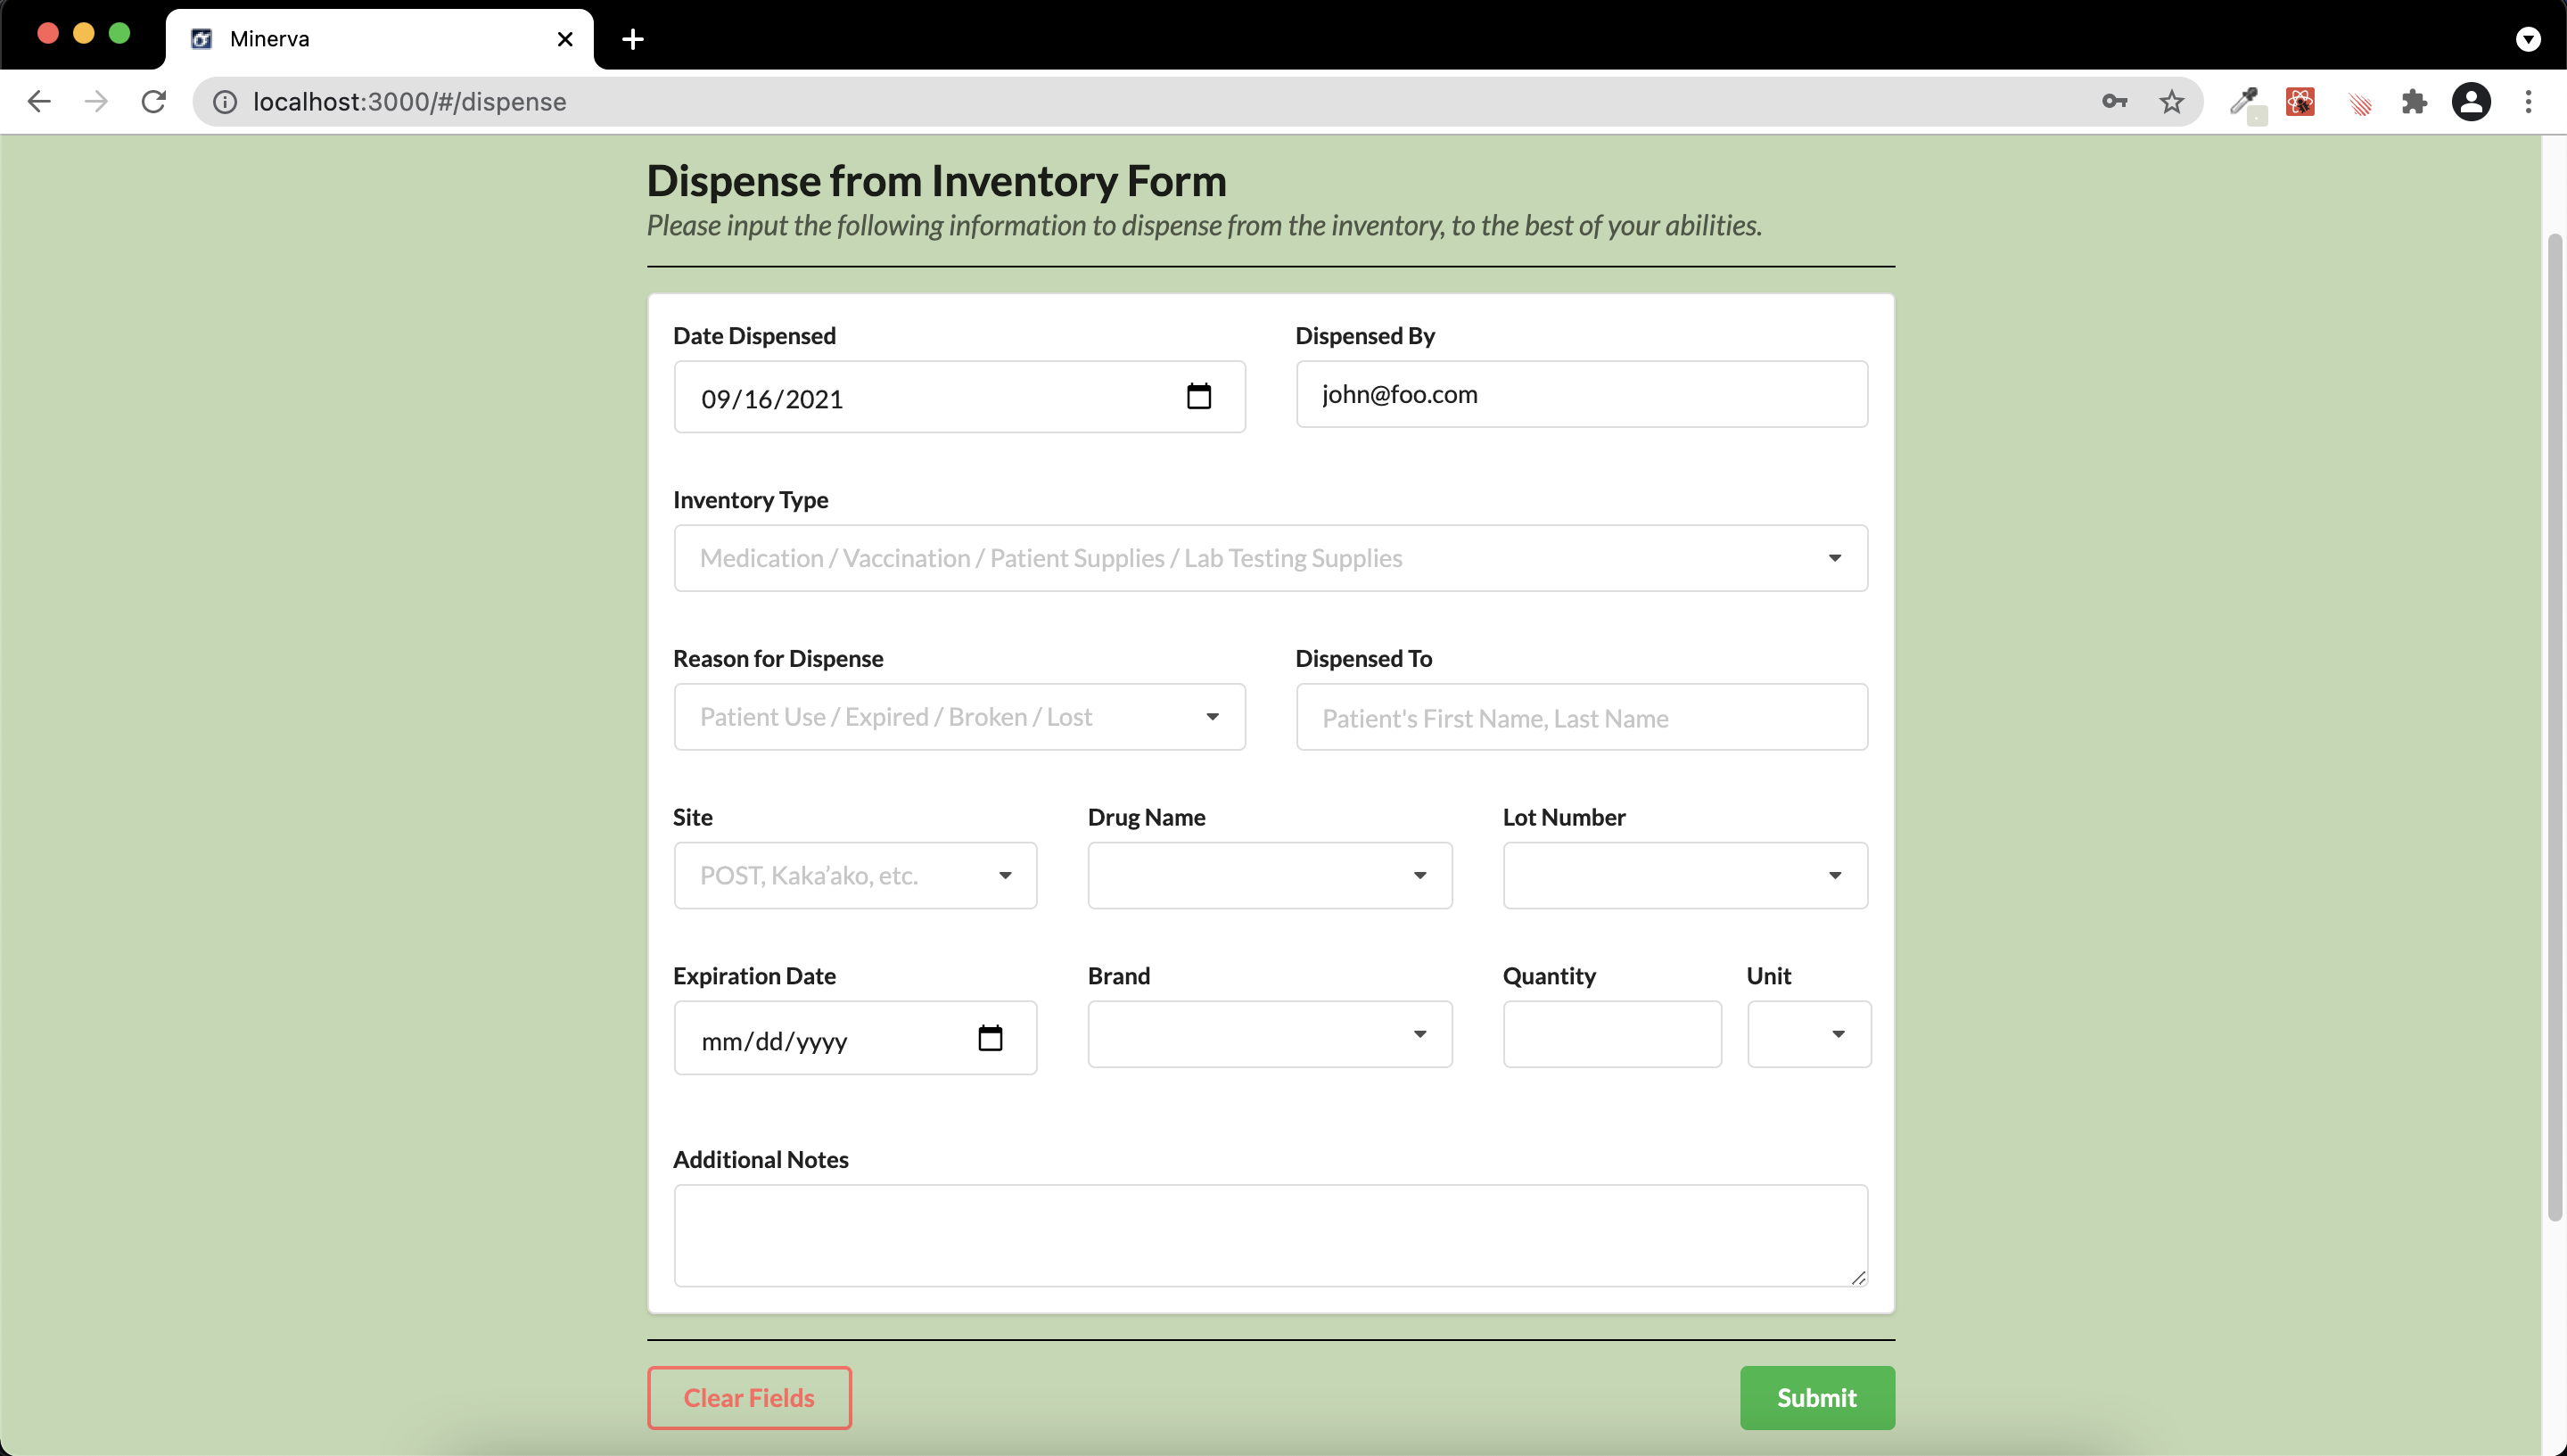 Minerva
localhost:3000/#/dispense
Dispense from Inventory Form
Please input the following information to dispense from the inventory, to the best of your abilities.
Date Dispensed
Dispensed By
09/16/2021
john@foo.com
Inventory Type
Medication / Vaccination / Patient Supplies / Lab Testing Supplies
Reason for Dispense
Dispensed To
Patient Use / Expired / Broken / Lost
Patient's First Name, Last Name
Site
Drug Name
Lot Number
POST, Kaka’ako, etc.
Expiration Date
Brand
Quantity
Unit
mm/dd/yyyy
Additional Notes
Clear Fields
Submit